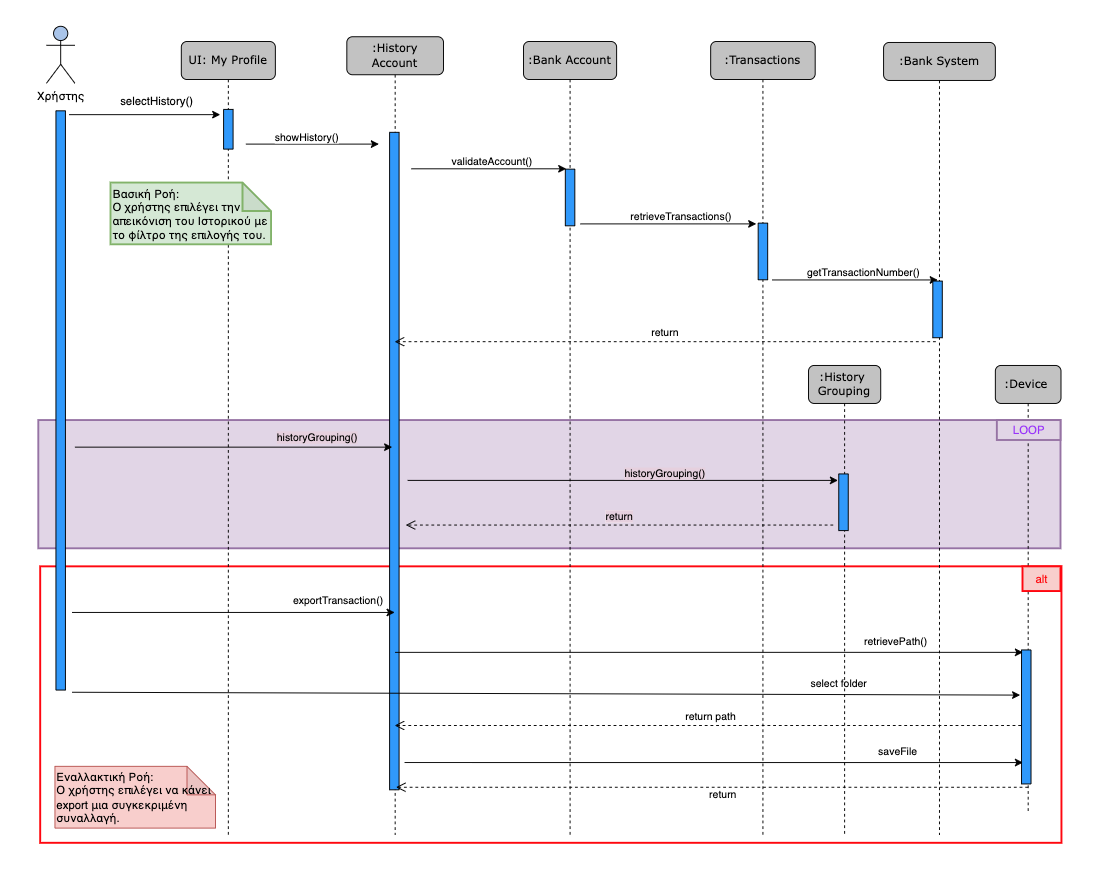 Χρήστης
UI: My Profile
:History
Account
:Bank Account
:Transactions
:Bank System
selectHistory()
showHistory()
validateAccount()
Βασική Ροή:
Ο χρήστης επιλέγει την
απεικόνιση του Ιστορικού με
το φίλτρο της επιλογής του.
retrieveTransactions()
getTransactionNumber()
return
:History
Grouping
:Device
LOOP
historyGrouping()
historyGrouping()
return
alt
exportTransaction()
retrievePath()
select folder
return path
saveFile
return
Εναλλακτική Ροή:
Ο χρήστης επιλέγει να κάνει
export μια συγκεκριμένη
συναλλαγή.